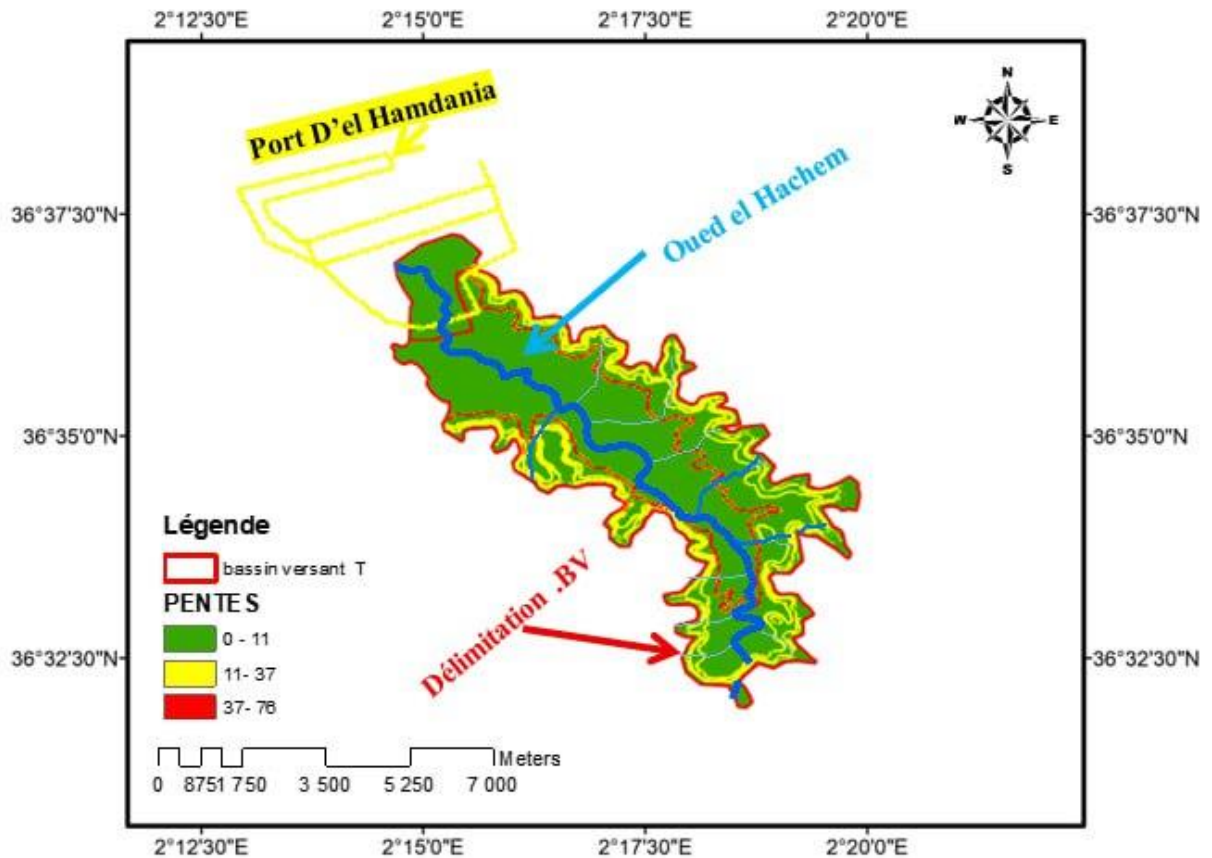 2°12'30"E 2°15'0"E 2°17'30"E 2°20'0"E
Port D'el Hamdania
N
W E
S
Oued el Hachem
36°37'30"N 36°37'30"N
36°35'0"N 36°35'0"N
Légende
bassin versant T
PENTES
0 - 11
11- 37
37- 76
Délimitation .BV
36°32'30"N 36°32'30"N
Meters
0 8751 750 3 500 5 250 7 000
2°12'30"E 2°15'0"E 2°17'30"E 2°20'0"E